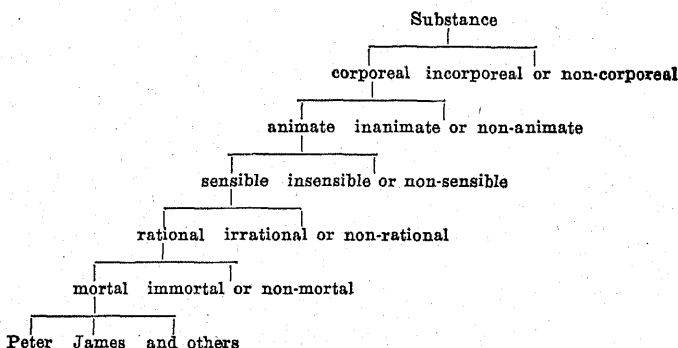 Substance
corporeal incorporeal or non-corporeal
animate inanimate or non-animate
sensible insensible or non-sensible
rational irrational or non-rational
mortal immortal or non-mortal
Peter James and others